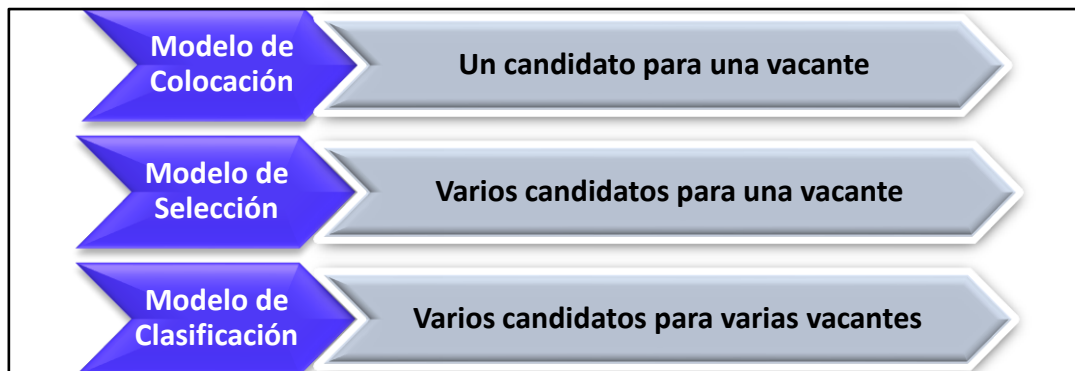 Modelo de
Colocación
Un candidato para una vacante
Modelo de
Selección
Varios candidatos para una vacante
Modelo de
Clasificación
Varios candidatos para varias vacantes